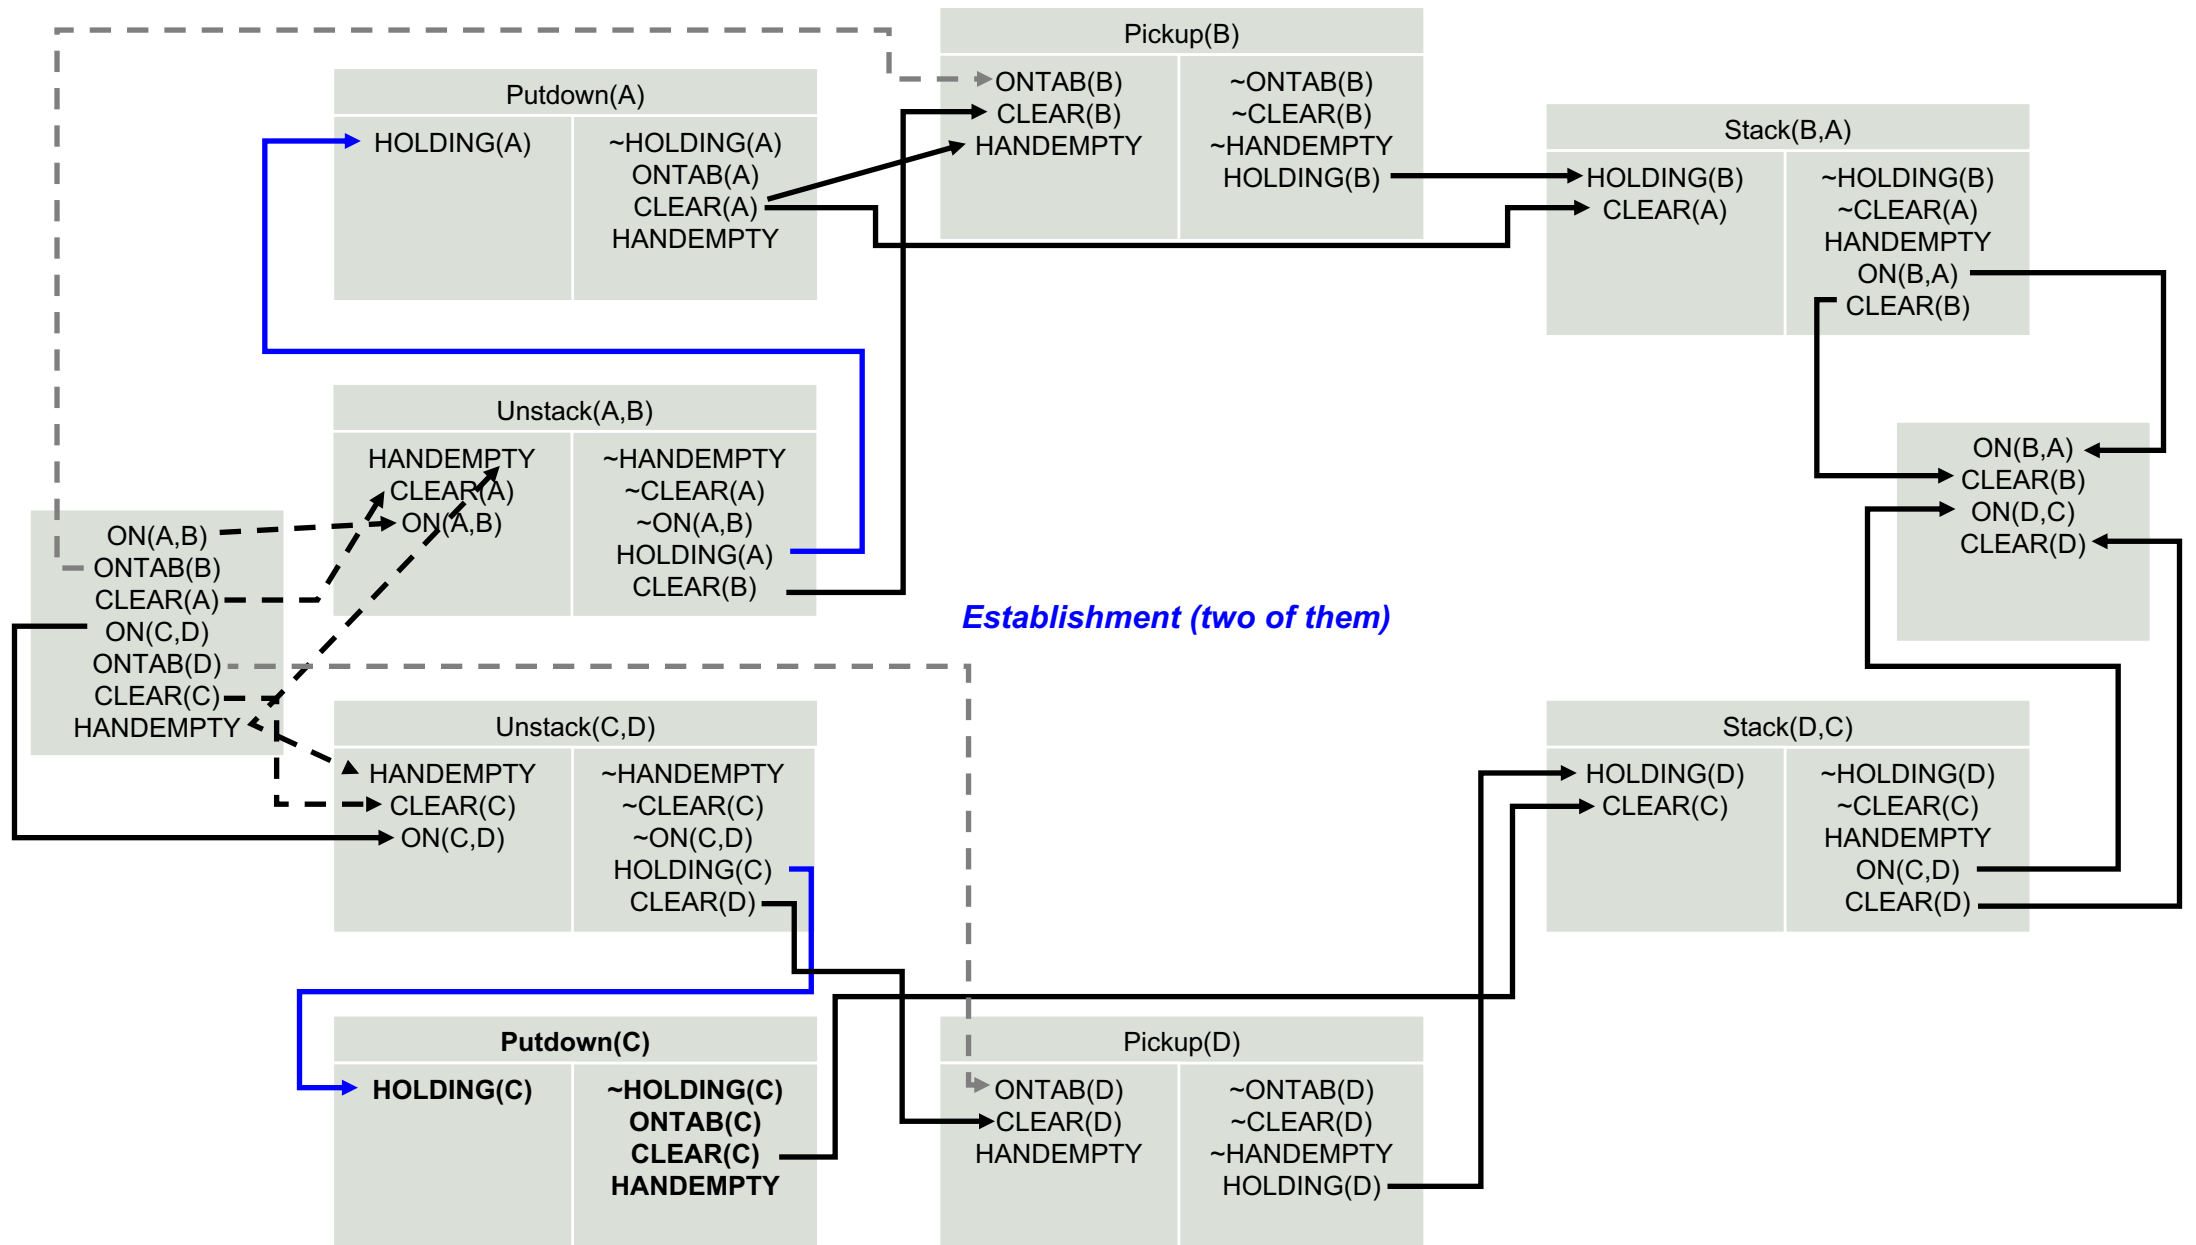 Pickup(B)
ONTAB(B)
CLEAR(B)
HANDEMPTY
~ONTAB(B)
~CLEAR(B)
~HANDEMPTY
HOLDING(B)
Putdown(A)
HOLDING(A)
~HOLDING(A)
ONTAB(A)
CLEAR(A)
HANDEMPTY
Stack(B,A)
HOLDING(B)
CLEAR(A)
~HOLDING(B)
~CLEAR(A)
HANDEMPTY
ON(B,A)
CLEAR(B)
Unstack(A,B)
HANDEMPTY
CLEAR(A)
ON(A,B)
~HANDEMPTY
~CLEAR(A)
~ON(A,B)
HOLDING(A)
CLEAR(B)
ON(B,A)
CLEAR(B)
ON(D,C)
CLEAR(D)
ON(A,B)
ONTAB(B)
CLEAR(A)
ON(C,D)
ONTAB(D)
CLEAR(C)
HANDEMPTY
Establishment (two of them)
Unstack(C,D)
HANDEMPTY
CLEAR(C)
ON(C,D)
~HANDEMPTY
~CLEAR(C)
~ON(C,D)
HOLDING(C)
CLEAR(D)
Stack(D,C)
HOLDING(D)
CLEAR(C)
~HOLDING(D)
~CLEAR(C)
HANDEMPTY
ON(C,D)
CLEAR(D)
Putdown(C)
HOLDING(C)
~HOLDING(C)
ONTAB(C)
CLEAR(C)
HANDEMPTY
Pickup(D)
ONTAB(D)
CLEAR(D)
HANDEMPTY
~ONTAB(D)
~CLEAR(D)
~HANDEMPTY
HOLDING(D)